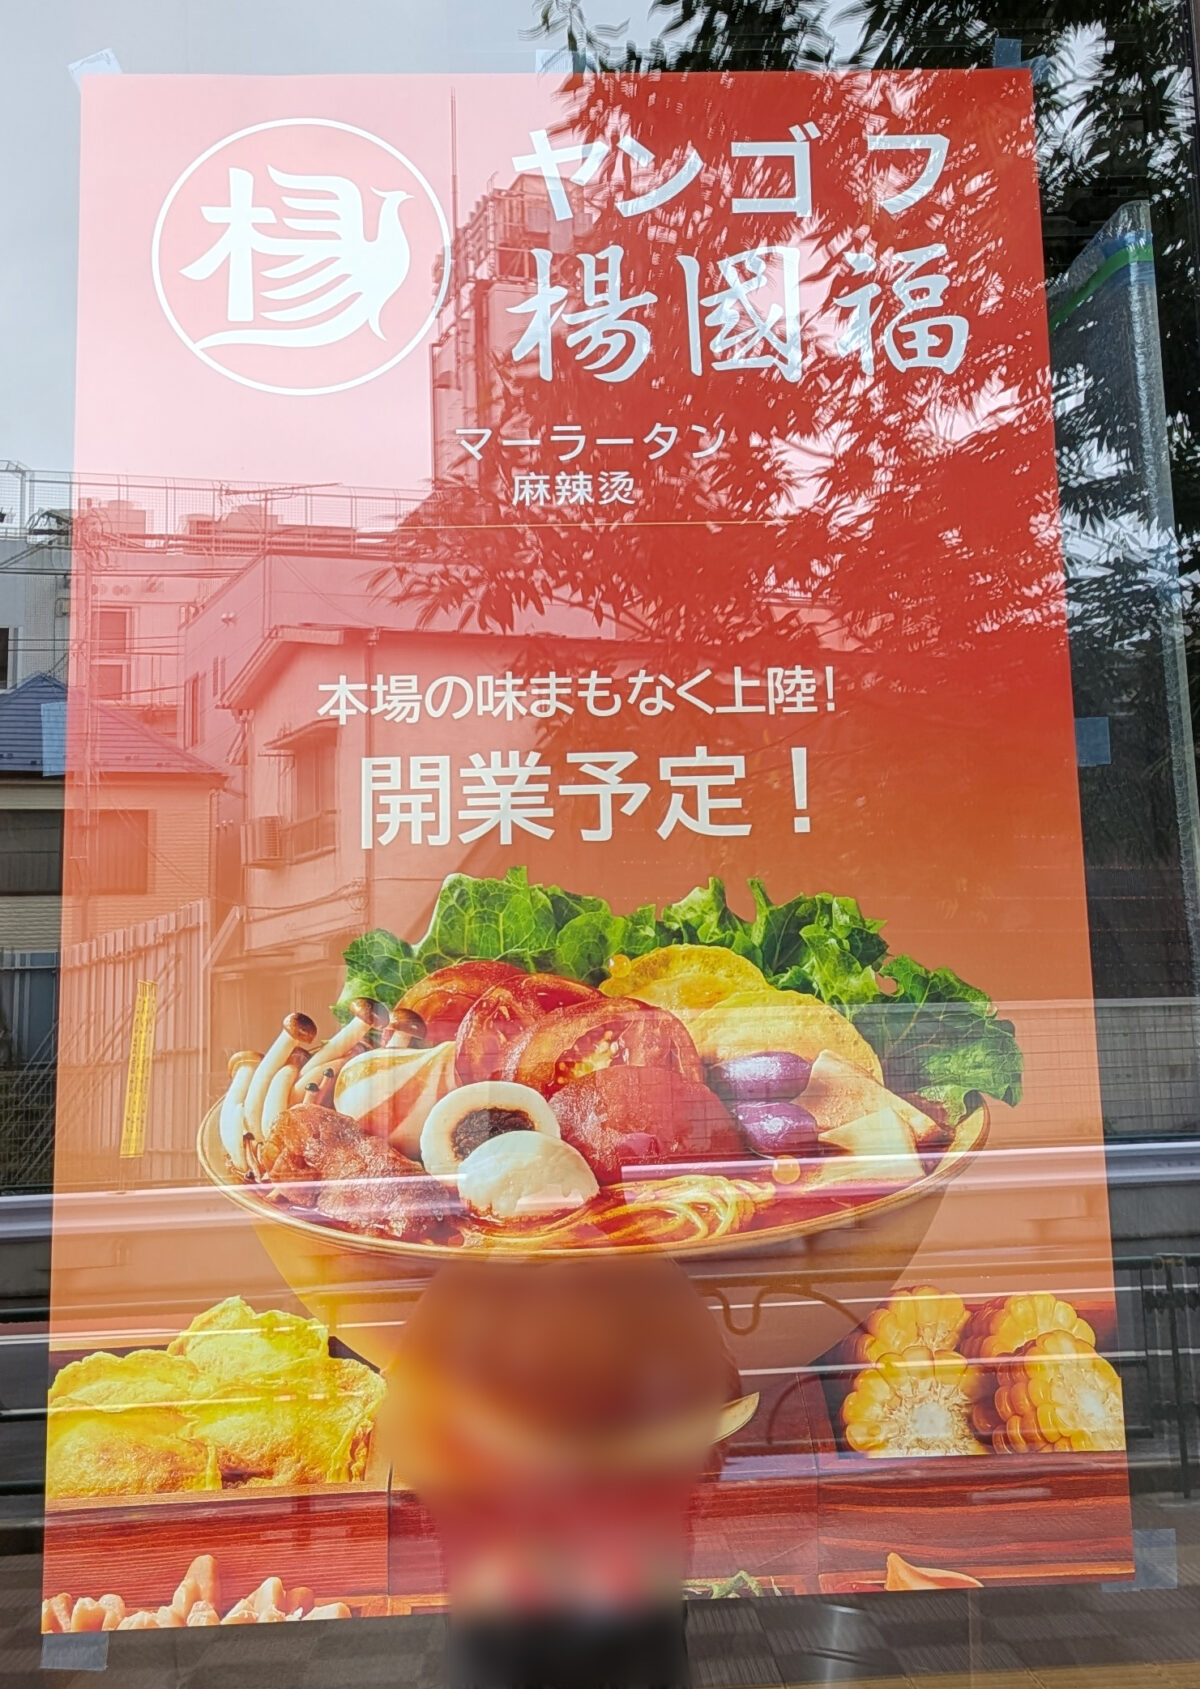 楊
ヤンゴフ
楊國福
マーラータン
麻辣烫
本場の味まもなく上陸！
開業予定！